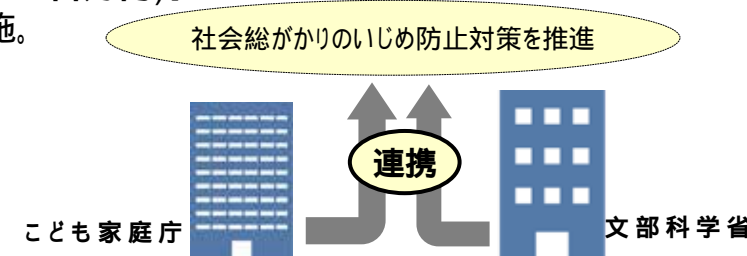 施。
社会総がかりのいじめ防止対策を推進
連携
こども家庭庁
文部科学省